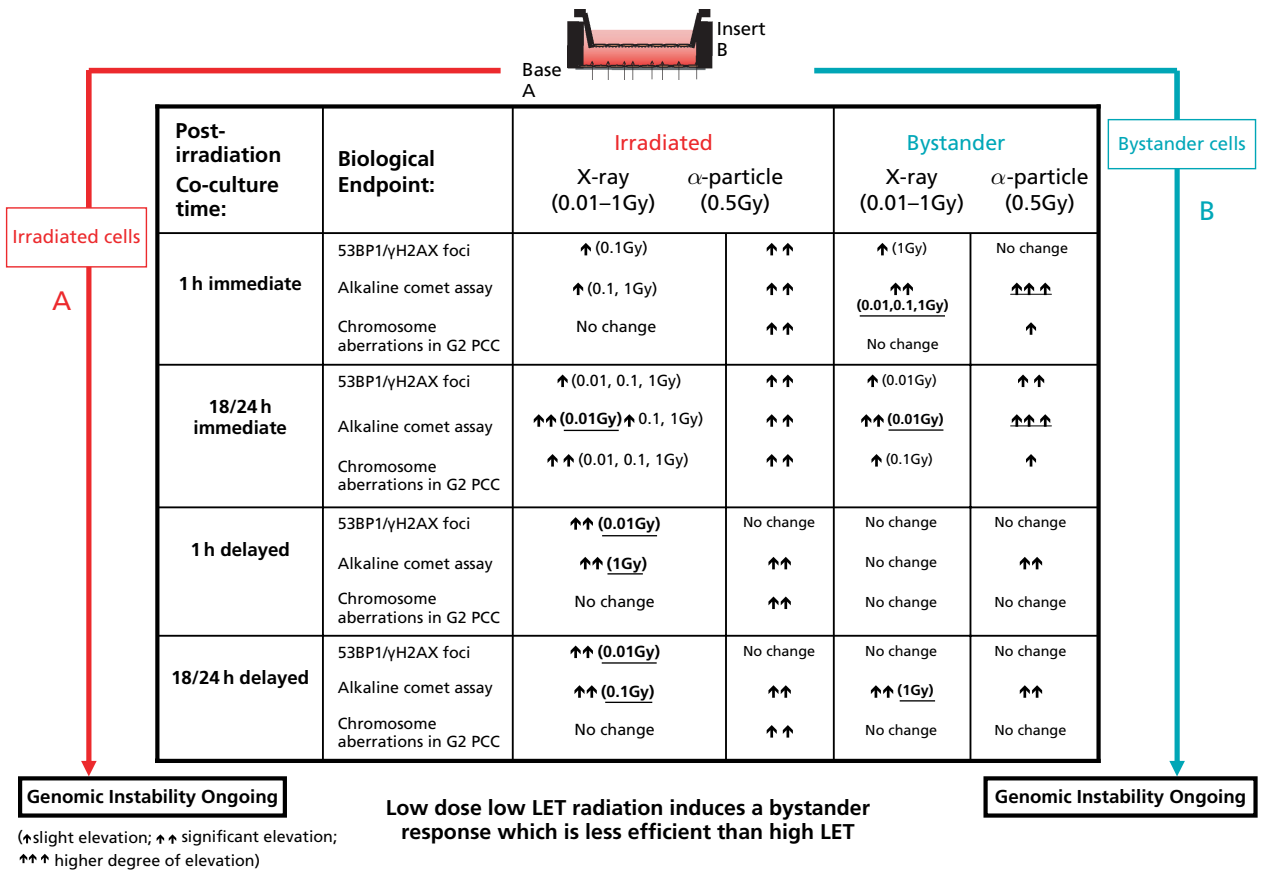 Insert
B
Base
A
Irradiated cells
A
Bystander cells
B
Post-
irradiation
Co-culture
time:
Biological
Endpoint:
Irradiated
X-ray
(0.01–1Gy)
α-particle
(0.5Gy)
Bystander
X-ray
(0.01–1Gy)
α-particle
(0.5Gy)
1 h immediate
53BP1/γH2AX foci
↑ (0.1Gy)
↑ ↑
↑ (1Gy)
No change
Alkaline comet assay
↑ (0.1, 1Gy)
↑ ↑
↑↑
(0.01,0.1,1Gy)
↑↑ ↑
Chromosome
aberrations in G2 PCC
No change
↑ ↑
No change
↑
18/24 h
immediate
53BP1/γH2AX foci
↑ (0.01, 0.1, 1Gy)
↑ ↑
↑ (0.01Gy)
↑ ↑
Alkaline comet assay
↑↑ (0.01Gy) ↑ 0.1, 1Gy)
↑ ↑
↑↑ (0.01Gy)
↑↑ ↑
Chromosome
aberrations in G2 PCC
↑ ↑ (0.01, 0.1, 1Gy)
↑ ↑
↑ (0.1Gy)
↑
1 h delayed
53BP1/γH2AX foci
↑↑ (0.01Gy)
No change
No change
No change
Alkaline comet assay
↑↑ (1Gy)
↑↑
No change
↑↑
Chromosome
aberrations in G2 PCC
No change
↑↑
No change
No change
18/24 h delayed
53BP1/γH2AX foci
↑↑ (0.01Gy)
No change
No change
No change
Alkaline comet assay
↑↑ (0.1Gy)
↑↑
↑↑ (1Gy)
↑↑
Chromosome
aberrations in G2 PCC
No change
↑ ↑
No change
No change
Genomic Instability Ongoing
(↑ slight elevation; ↑ ↑ significant elevation;
↑↑ ↑ higher degree of elevation)
Low dose low LET radiation induces a bystander
response which is less efficient than high LET
Genomic Instability Ongoing